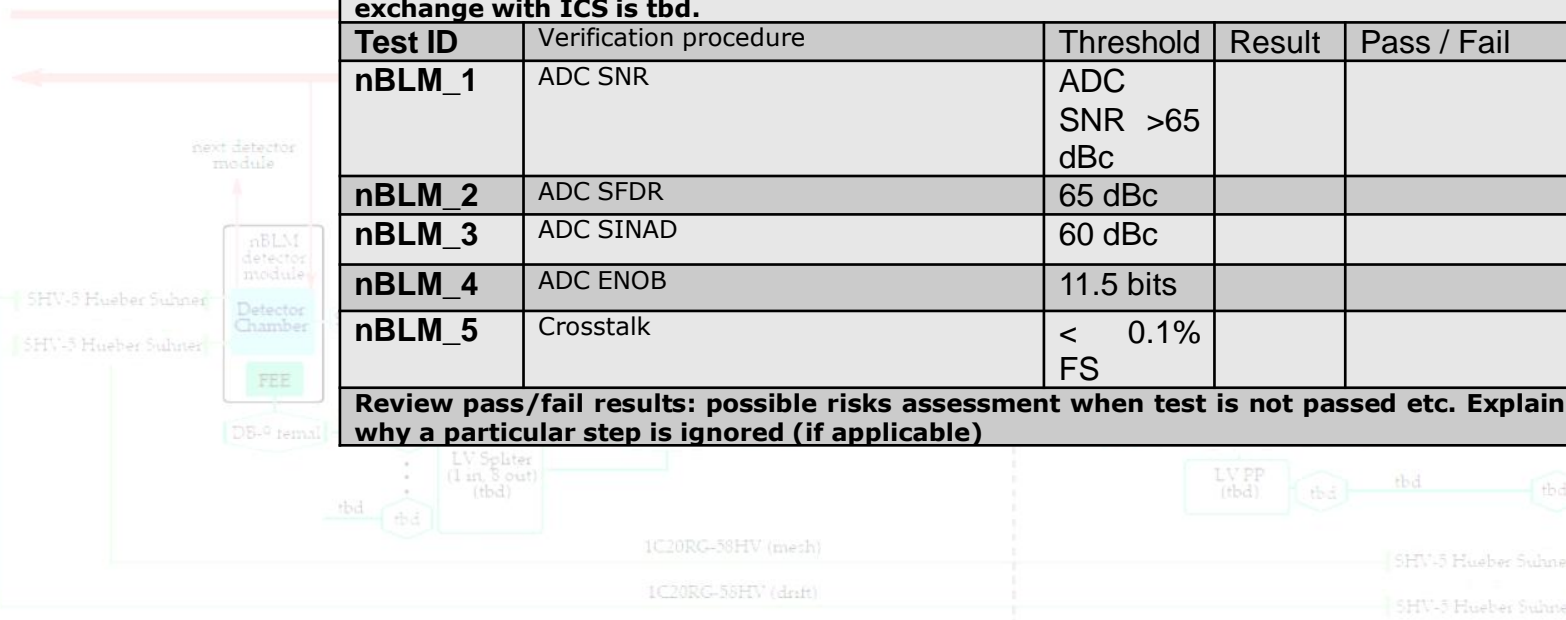 exchange with ICS is tbd.
Test ID Verification procedure Threshold Result Pass / Fail
nBLM_1 ADC SNR ADC
SNR >65
dBc
nBLM_2 ADC SFDR 65 dBc
nBLM_3 ADC SINAD 60 dBc
nBLM_4 ADC ENOB 11.5 bits
nBLM_5 Crosstalk < 0.1%
FS
Review pass/fail results: possible risks assessment when test is not passed etc. Explain
why a particular step is ignored (if applicable)
next detector
module
nBLM
detector
module
SHV-5 Hueber Suhner
Detector
Chamber
SHV-5 Hueber Suhner
FEE
DB-9 femal
LV Spliter
(1 in, 8 out)
(tbd)
tbd
tbd
LV PP
(tbd)
tbd
tbd
tbd
1C20RG-58HV (mesh)
SHV-5 Hueber Suhne
1C20RG-58HV (drift)
SHV-5 Hueber Suhne